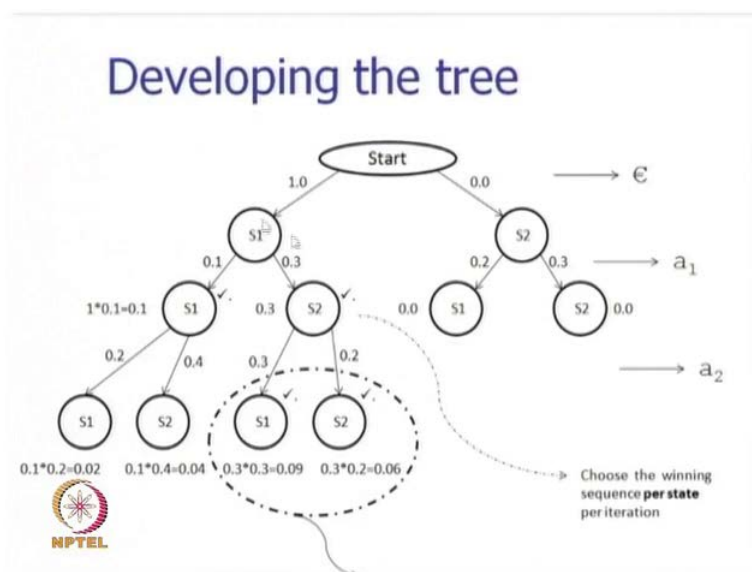 Developing the tree
Start
1.0
0.0
€
S1
S2
0.1
0.3
0.2
0.3
a1
1*0.1=0.1
S1
0.3
S2
0.0
S1
S2
0.0
0.2
0.4
0.3
0.2
a2
S1
S2
S1
S2
0.1*0.2=0.02
0.1*0.4=0.04
0.3*0.3=0.09
0.3*0.2=0.06
Choose the winning
sequence per state
per iteration
NPTEL